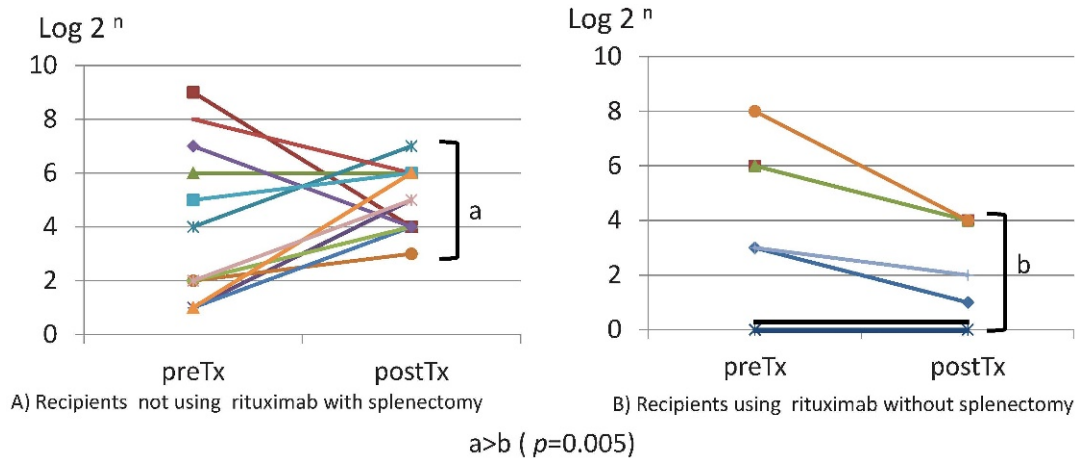 Log 2 ⁿ
10
8
6
4
2
0
a
preTx
postTx
A) Recipients not using rituximab with splenectomy
Log 2 ⁿ
10
8
6
4
2
0
b
preTx
postTx
B) Recipients using rituximab without splenectomy
a>b ( p=0.005)